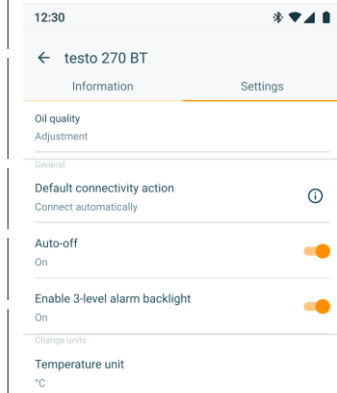 12:30
testo 270 BT
Information Settings
Oil quality
Adjustment
General
Default connectivity action
Connect automatically
Auto-off
On
Enable 3-level alarm backlight
On
Change units
Temperature unit
°C